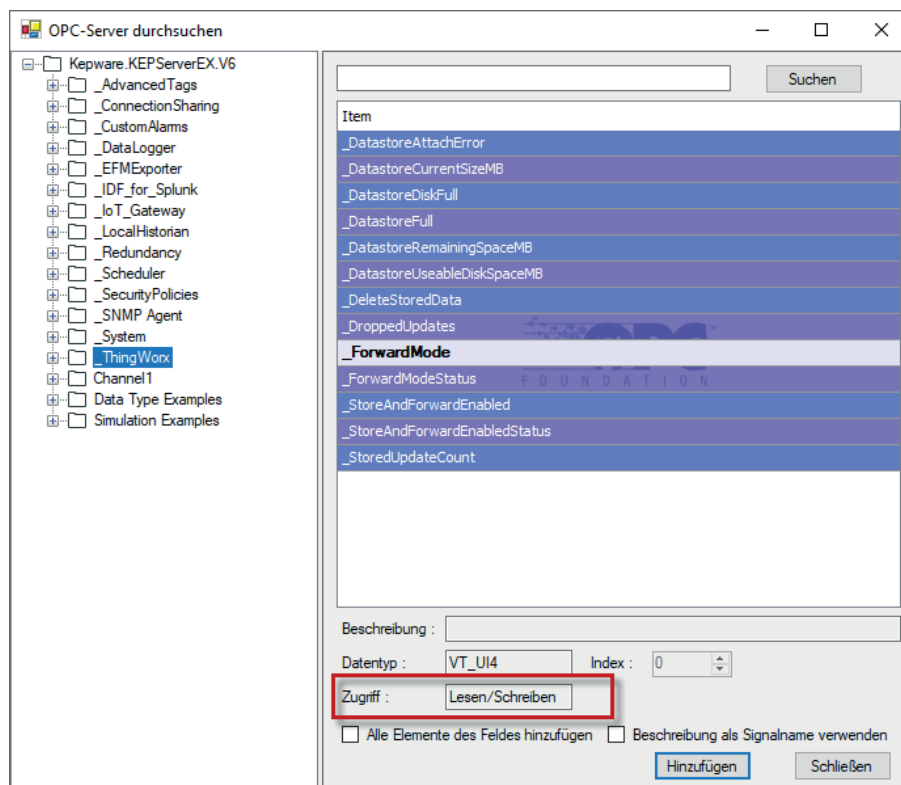 OPC-Server durchsuchen
Kepware.KEPServerEX.V6
_AdvancedTags
_ConnectionSharing
_CustomAlarms
_DataLogger
_EFMExporter
_IDF_for_Splunk
_IoT_Gateway
_LocalHistorian
_Redundancy
_Scheduler
_SecurityPolicies
_SNMP Agent
_System
_ThingWorx
Channel1
Data Type Examples
Simulation Examples
Suchen
Item
_DatastoreAttachError
_DatastoreCurrentSizeMB
_DatastoreDiskFull
_DatastoreFull
_DatastoreRemainingSpaceMB
_DatastoreUseableDiskSpaceMB
_DeleteStoredData
_DroppedUpdates
_ForwardMode
_ForwardModeStatus
FOUNDATION
_StoreAndForwardEnabled
_StoreAndForwardEnabledStatus
_StoredUpdateCount
Beschreibung :
Datentyp : VT_UI4 Index : 0
Zugriff : Lesen/Schreiben
Alle Elemente des Feldes hinzufügen Beschreibung als Signalname verwenden
Hinzufügen Schließen